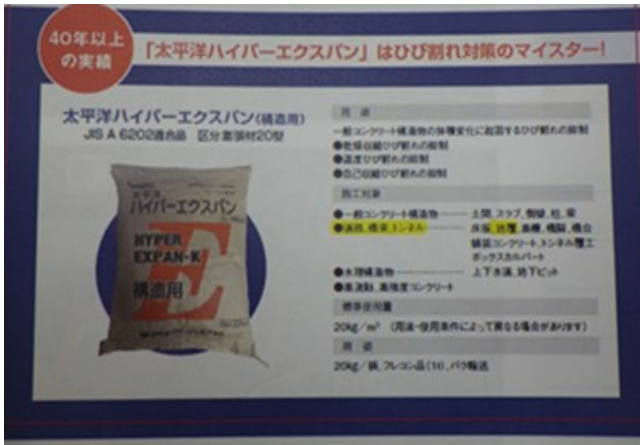 40年以上
の実績
「太平洋ハイパーエクスパン」はひび割れ対策のマイスター!
太平洋ハイパーエクスパン(構造用)
JIS A 6202適合品 区分膨張材20型
太平洋
ハイパーエクスパン
HYPER
EXPAN-K
E
構造用
用途
一般コンクリート構造物の体積変化に起因するひび割れの抑制
●乾燥収縮ひび割れの抑制
●温度ひび割れの抑制
●自己収縮ひび割れの抑制
施工対象
●一般コンクリート構造物 土間、スラブ、側壁、柱、梁
●道路、橋梁、トンネル 床版、地覆、高欄、橋脚、橋台
舗装コンクリート、トンネル覆工
ボックスカルバート
●水理構造物 上下水道、地下ピット
●高流動、高強度コンクリート
標準使用量
20kg/m³ (用途・使用条件によって異なる場合があります)
荷姿
20kg/袋、フレコン品(1t)、バラ輸送